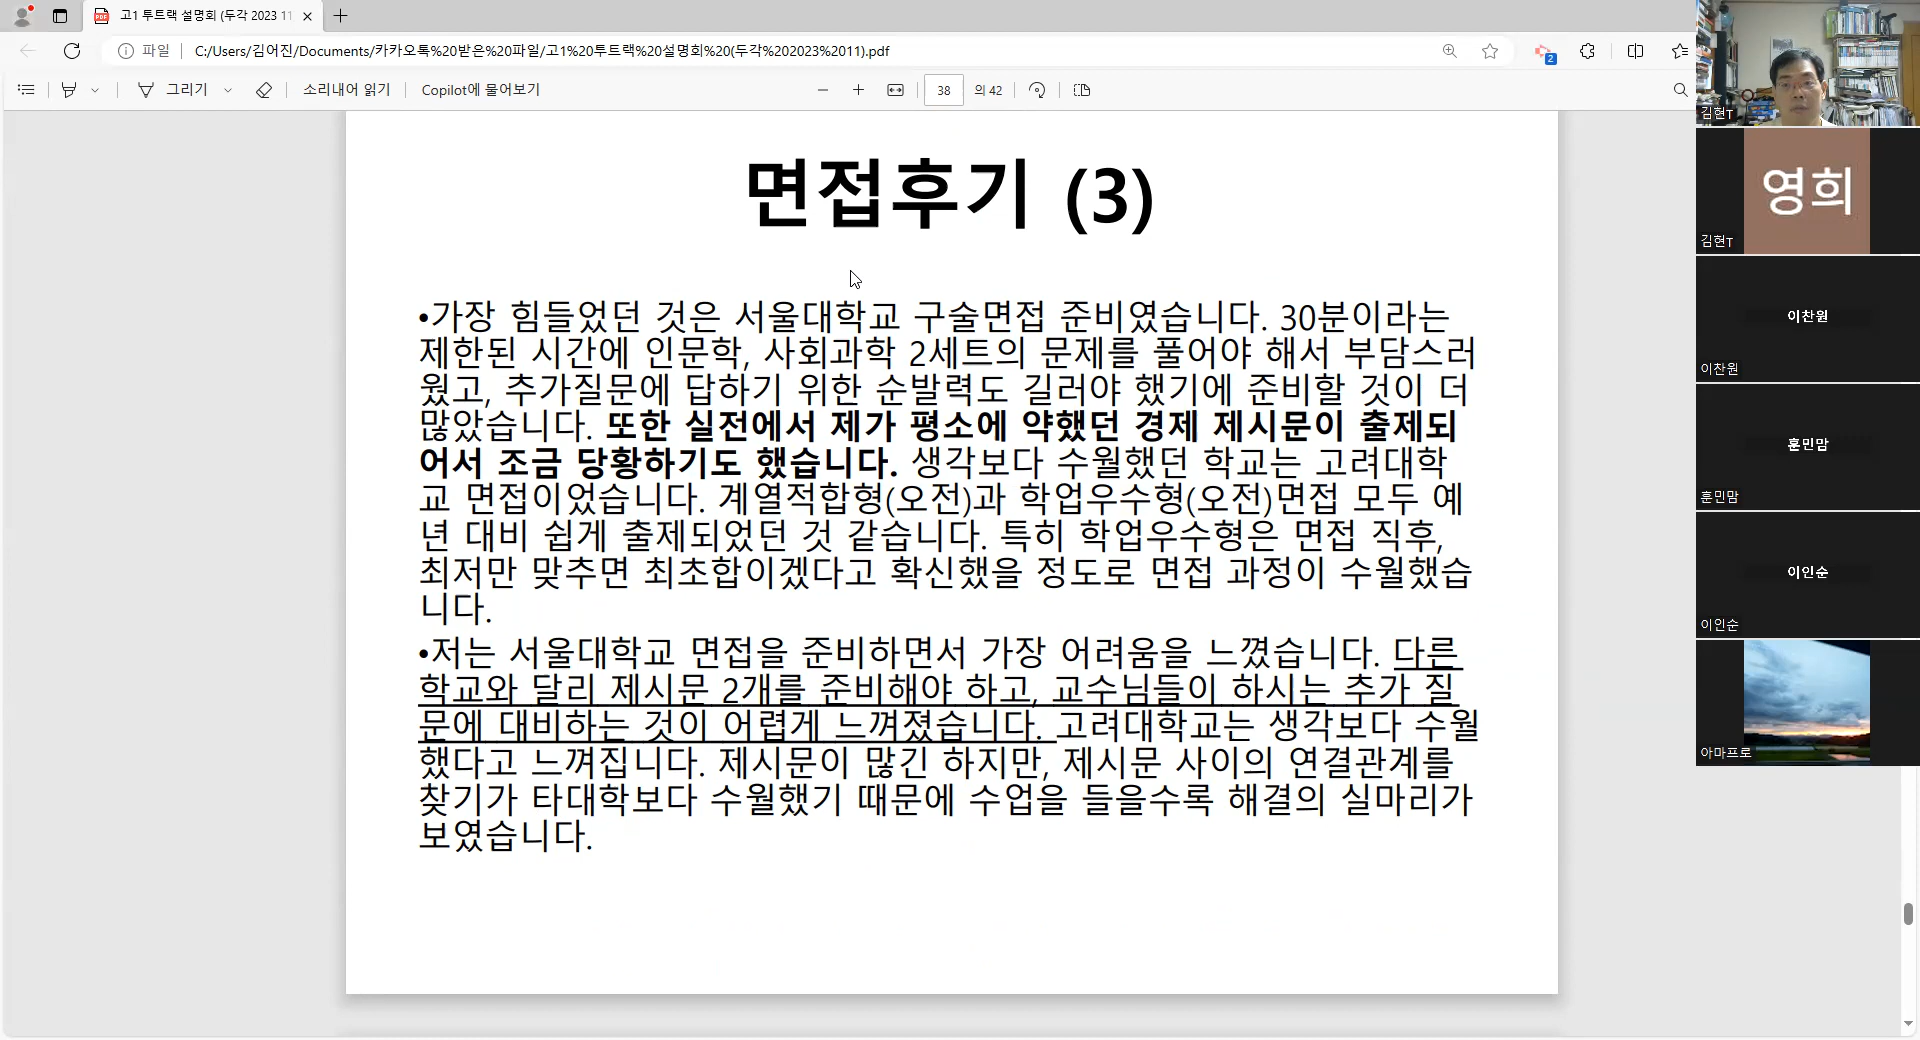 고1 투트랙 설명회 (두각 2023 11
파일
C:/Users/김어진/Documents/카카오톡%20받은%20파일/고1%20투트랙%20설명회%20(두각%202023%2011).pdf
2
그리기
소리내어 읽기
Copilot에 물어보기
38
의 42
면접후기 (3)
•가장 힘들었던 것은 서울대학교 구술면접 준비였습니다. 30분이라는
제한된 시간에 인문학, 사회과학 2세트의 문제를 풀어야 해서 부담스러
웠고, 추가질문에 답하기 위한 순발력도 길러야 했기에 준비할 것이 더
많았습니다. 또한 실전에서 제가 평소에 약했던 경제 제시문이 출제되
어서 조금 당황하기도 했습니다. 생각보다 수월했던 학교는 고려대학
교 면접이었습니다. 계열적합형(오전)과 학업우수형(오전)면접 모두 예
년 대비 쉽게 출제되었던 것 같습니다. 특히 학업우수형은 면접 직후,
최저만 맞추면 최초합이겠다고 확신했을 정도로 면접 과정이 수월했습
니다.
•저는 서울대학교 면접을 준비하면서 가장 어려움을 느꼈습니다. 다른
학교와 달리 제시문 2개를 준비해야 하고, 교수님들이 하시는 추가 질
문에 대비하는 것이 어렵게 느껴졌습니다. 고려대학교는 생각보다 수월
했다고 느껴집니다. 제시문이 많긴 하지만, 제시문 사이의 연결관계를
찾기가 타대학보다 수월했기 때문에 수업을 들을수록 해결의 실마리가
보였습니다.
김현T
영희
김현T
이찬원
이찬원
훈민맘
훈민맘
이인순
이인순
아마프로